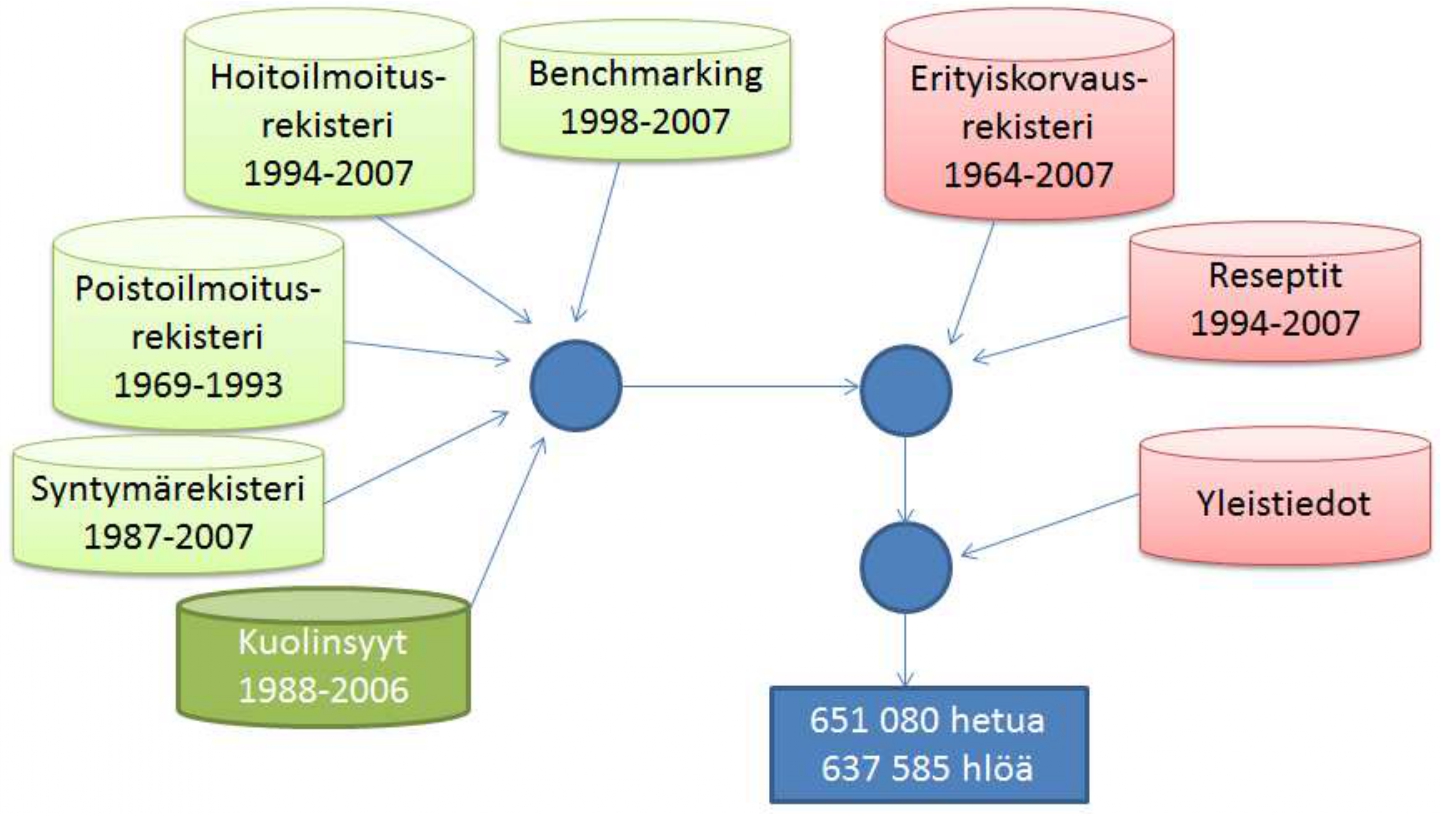 Hoitoilmoitus-
rekisteri
1994-2007
Benchmarking
1998-2007
Erityiskorvaus-
rekisteri
1964-2007
Poistoilmoitus-
rekisteri
1969-1993
Reseptit
1994-2007
Syntymärekisteri
1987-2007
Yleistiedot
Kuolinsyyt
1988-2006
651 080 hetua
637 585 hlöä